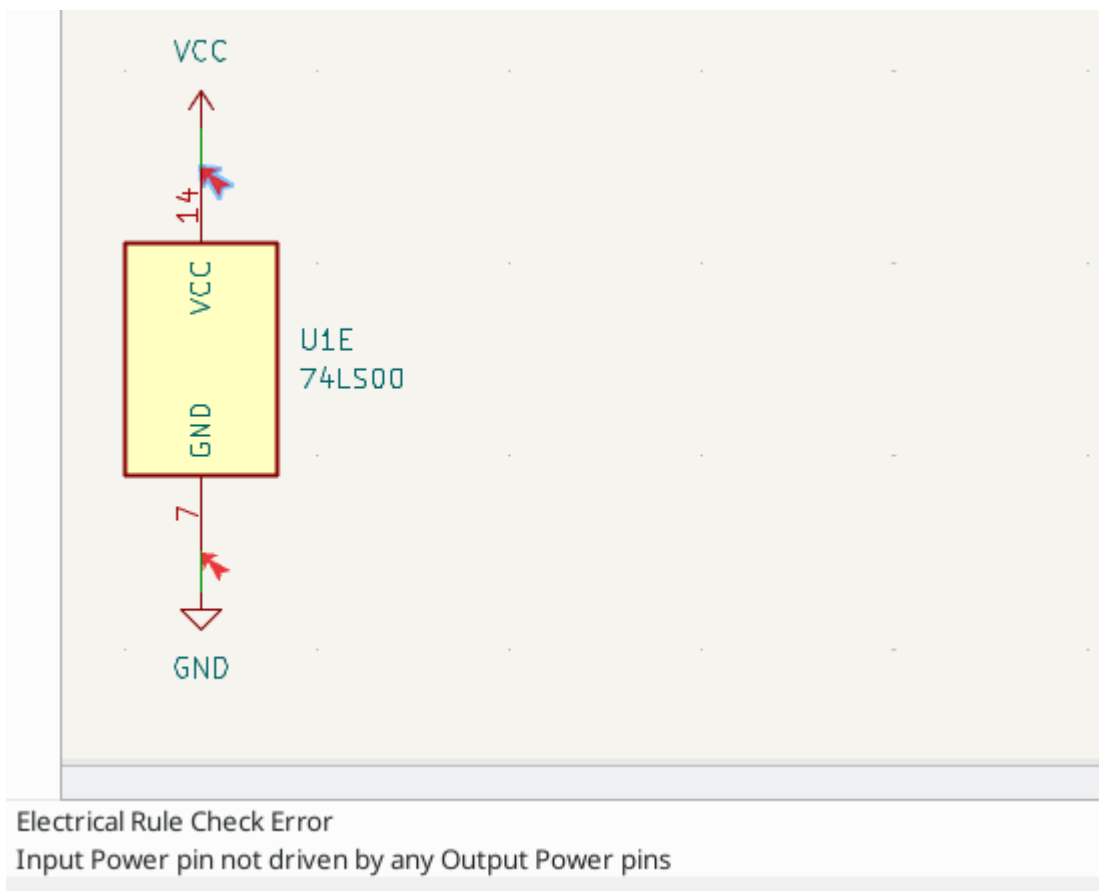 VCC
14
VCC
U1E
74LS00
GND
7
GND
Electrical Rule Check Error
Input Power pin not driven by any Output Power pins